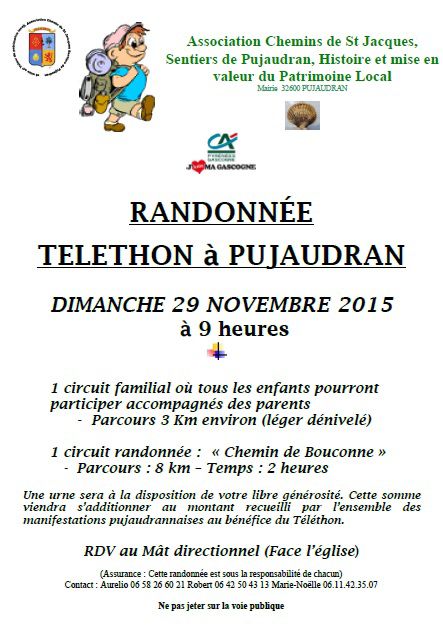 Association Chemins de St Jacques,
Sentiers de Pujaudran, Histoire et mise en
valeur du Patrimoine Local
Mairie 32600 PUJAUDRAN
CA
PYRÉNÉES
GASCOGNE
MA GASCOGNE
RANDONNÉE
TELETHON à PUJAUDRAN
DIMANCHE 29 NOVEMBRE 2015
à 9 heures
1 circuit familial où tous les enfants pourront
participer accompagnés des parents
- Parcours 3 Km environ (léger dénivelé)
1 circuit randonnée : « Chemin de Bouconne »
- Parcours : 8 km – Temps : 2 heures
Une urne sera à la disposition de votre libre générosité. Cette somme
viendra s'additionner au montant recueilli par l'ensemble des
manifestations pujaudrannaises au bénéfice du Téléthon.
RDV au Mât directionnel (Face l'église)
(Assurance : Cette randonnée est sous la responsabilité de chacun)
Contact : Aurelio 06 58 26 60 21 Robert 06 42 50 43 13 Marie-Noëlle 06.11.42.35.07
Ne pas jeter sur la voie publique